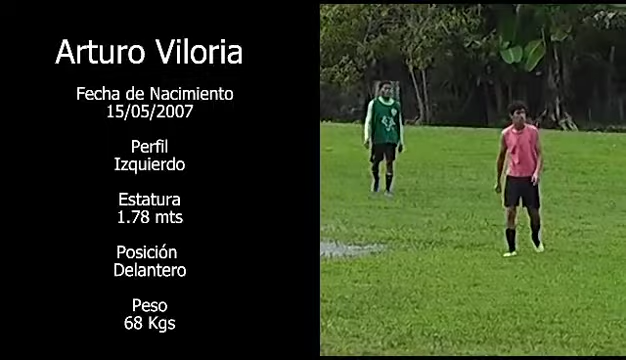 Arturo Viloria
Fecha de Nacimiento
15/05/2007
Perfil
Izquierdo
Estatura
1.78 mts
Posición
Delantero
Peso
68 Kgs